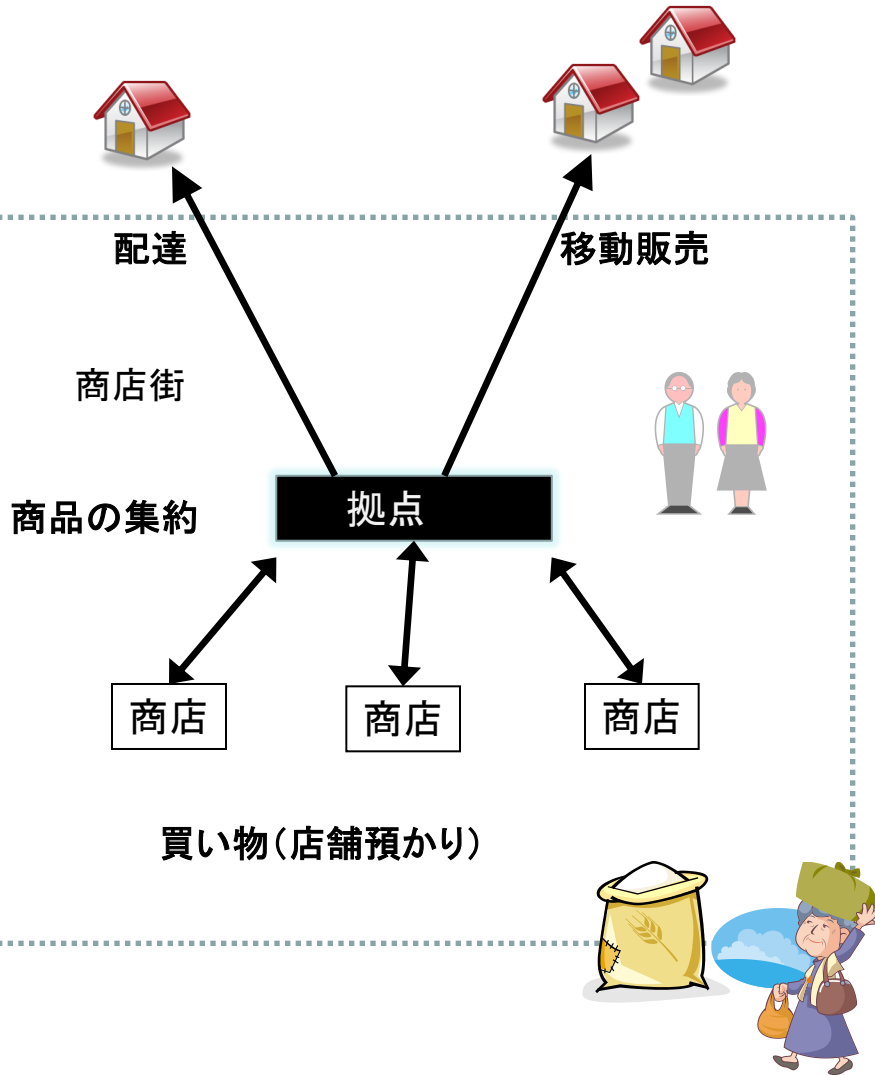 配達
移動販売
商店街
拠点
商品の集約
商店
商店
商店
買い物（店舗預かり）